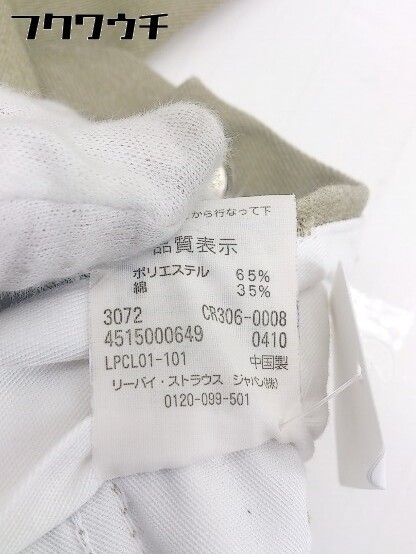 フクワウチ
から行なって下
品質表示
ポリエステル 65%
綿 35%
3072 CR306-0008
4515000649 0410
LPCL01-101 中国製
リーバイ・ストラウス ジャパン(株)
0120-099-501